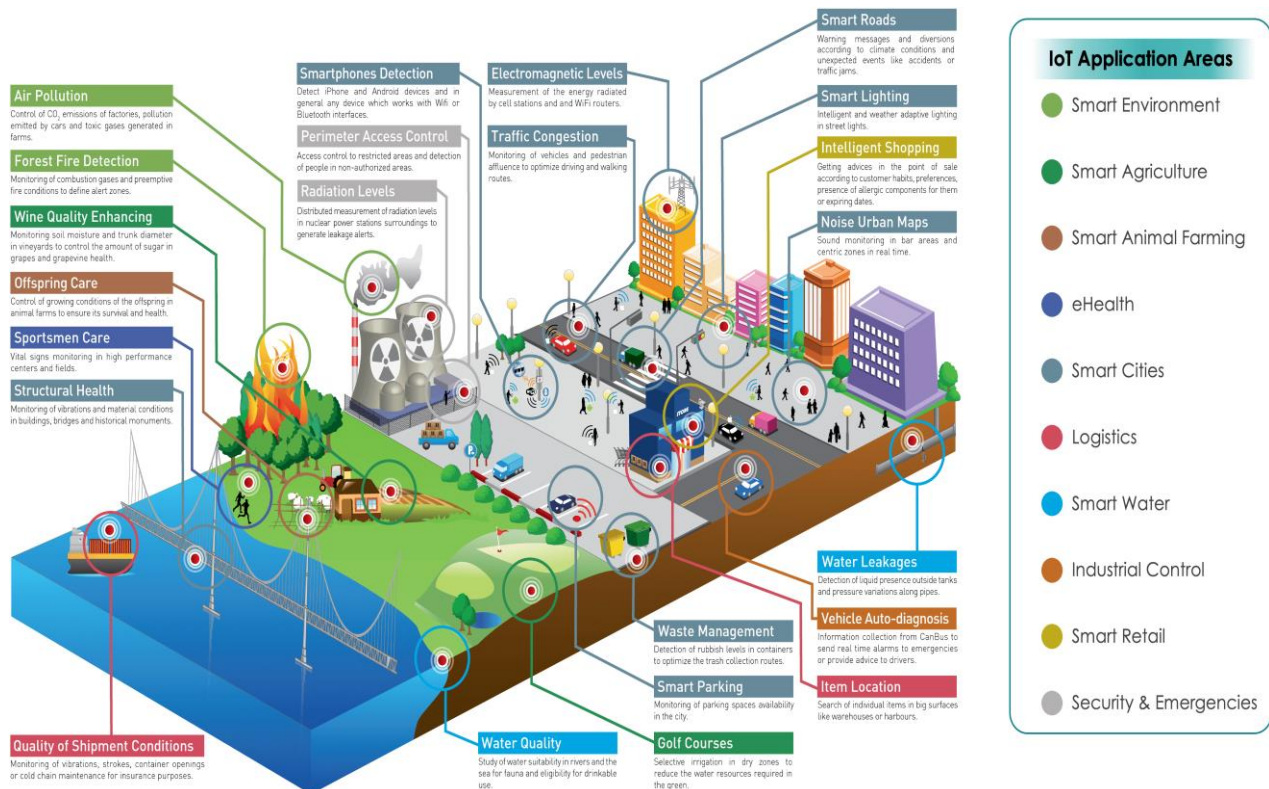 Air Pollution
Control of CO₂ emissions of factories, pollution
emitted by cars and toxic gases generated in
farms.
Forest Fire Detection
Monitoring of combustion gases and preemptive
fire conditions to define alert zones.
Wine Quality Enhancing
Monitoring soil moisture and trunk diameter
in vineyards to control the amount of sugar in
grapes and grapevine health.
Offspring Care
Control of growing conditions of the offspring in
animal farms to ensure its survival and health.
Sportsmen Care
Vital signs monitoring in high performance
centers and fields.
Structural Health
Monitoring of vibrations and material conditions
in buildings, bridges and historical monuments.
Quality of Shipment Conditions
Monitoring of vibrations, strokes, container openings
or cold chain maintenance for insurance purposes.
Smartphones Detection
Detect iPhone and Android devices and in
general any device which works with Wifi or
Bluetooth interfaces.
Perimeter Access Control
Access control to restricted areas and detection
of people in non-authorized areas.
Radiation Levels
Distributed measurement of radiation levels
in nuclear power stations surroundings to
generate leakage alerts.
Electromagnetic Levels
Measurement of the energy radiated
by cell stations and and WiFi routers.
Traffic Congestion
Monitoring of vehicles and pedestrian
affluence to optimize driving and walking
routes.
Smart Roads
Warning messages and diversions
according to climate conditions and
unexpected events like accidents or
traffic jams.
Smart Lighting
Intelligent and weather adaptive lighting
in street lights.
Intelligent Shopping
Getting advices in the point of sale
according to customer habits, preferences,
presence of allergic components for them
or expiring dates.
Noise Urban Maps
Sound monitoring in bar areas and
centric zones in real time.
Water Leakages
Detection of liquid presence outside tanks
and pressure variations along pipes.
Vehicle Auto-diagnosis
Information collection from CanBus to
send real time alarms to emergencies
or provide advice to drivers.
Item Location
Search of individual items in big surfaces
like warehouses or harbours.
Waste Management
Detection of rubbish levels in containers
to optimize the trash collection routes.
Smart Parking
Monitoring of parking spaces availability
in the city.
Golf Courses
Selective irrigation in dry zones to
reduce the water resources required in
the green.
Water Quality
Study of water suitability in rivers and the
sea for fauna and eligibility for drinkable
use.
P
IoT Application Areas
Smart Environment
Smart Agriculture
Smart Animal Farming
eHealth
Smart Cities
Logistics
Smart Water
Industrial Control
Smart Retail
Security & Emergencies